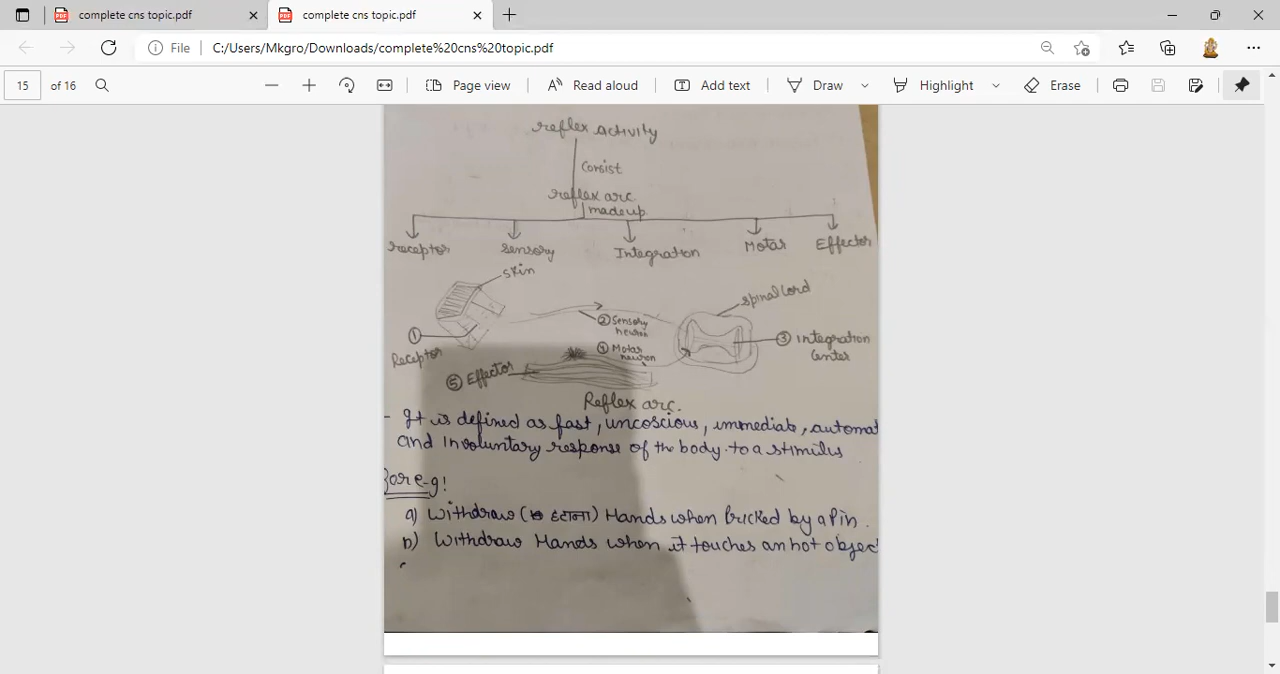 complete cns topic.pdf
complete cns topic.pdf
File
C:/Users/Mkgro/Downloads/complete%20cns%20topic.pdf
15 of 16
Page view
Read aloud
Add text
Draw
Highlight
Erase
reflex activity
Consist
reflex arc
made up
receptor Sensory Integration Motar Effector
skin
spinal Cord
② Sensory neuron
①
Receptor
④ Motar neuron
③ Integration Center
⑤ Effector
Reflex arc.
- It is defined as fast, uncoscious, immediate, automat
and involuntary response of the body to a stimulus
For e-g!
a) Withdraw ( हटाना) Hands when pricked by a Pin.
b) Withdraw Hands when it touches an hot objec